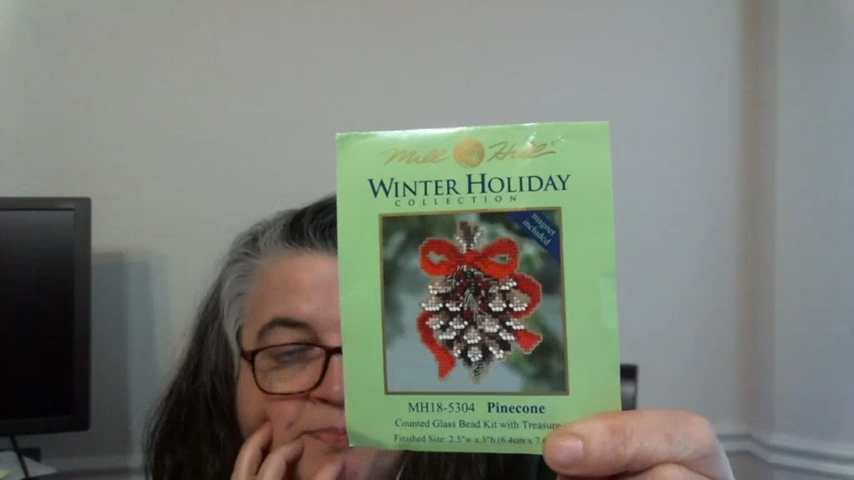 Mill Hill®
WINTER HOLIDAY
COLLECTION
magnet
included
MH18-5304 Pinecone
Counted Glass Bead Kit with Treasure
Finished Size: 2.5"w x 3"h (6.4cm x 7.